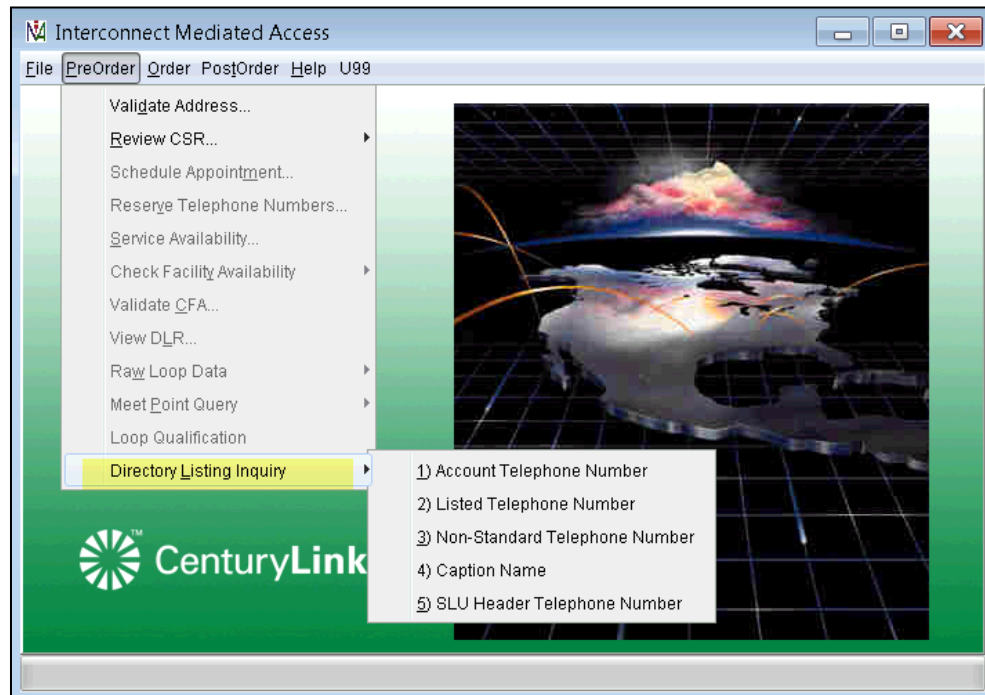 Interconnect Mediated Access
File PreOrder Order PostOrder Help U99
Validate Address...
Review CSR...
Schedule Appointment...
Reserve Telephone Numbers...
Service Availability...
Check Facility Availability
Validate CFA...
View DLR...
Raw Loop Data
Meet Point Query
Loop Qualification
Directory Listing Inquiry
1) Account Telephone Number
2) Listed Telephone Number
3) Non-Standard Telephone Number
4) Caption Name
5) SLU Header Telephone Number
CenturyLink™